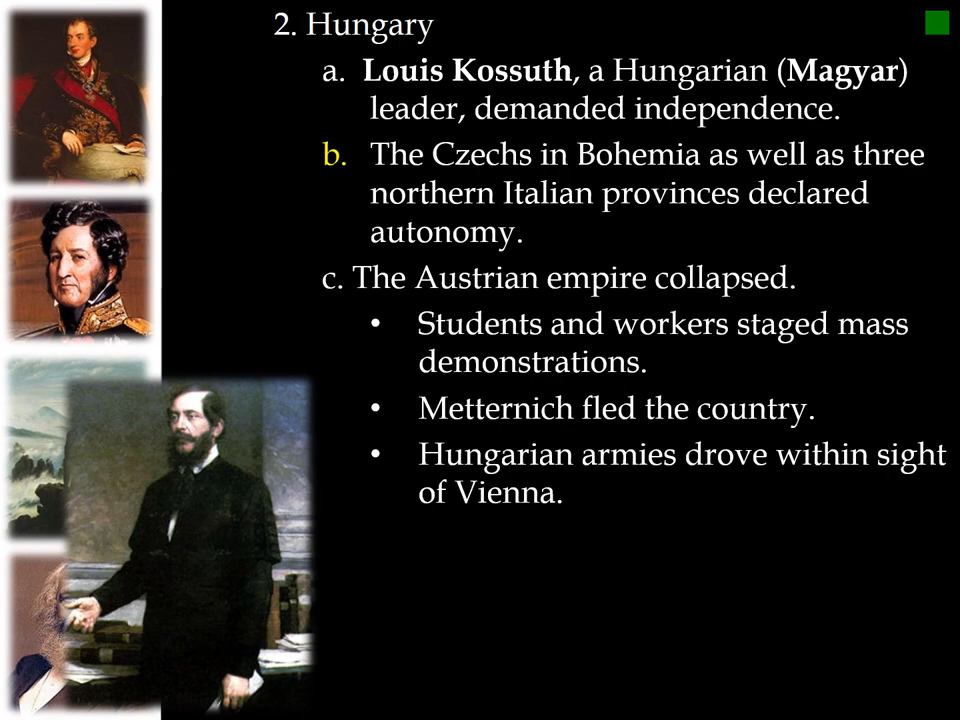 2. Hungary
a. Louis Kossuth, a Hungarian (Magyar)
leader, demanded independence.
b. The Czechs in Bohemia as well as three
northern Italian provinces declared
autonomy.
c. The Austrian empire collapsed.
• Students and workers staged mass
demonstrations.
• Metternich fled the country.
• Hungarian armies drove within sight
of Vienna.